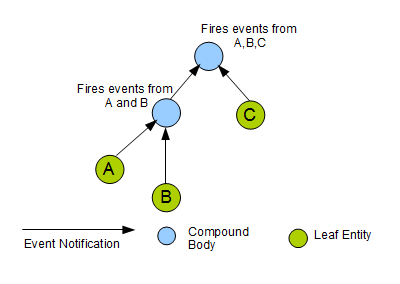 Fires events from
A,B,C
Fires events from
A and B
C
A
B
Event Notification
Compound
Body
Leaf Entity